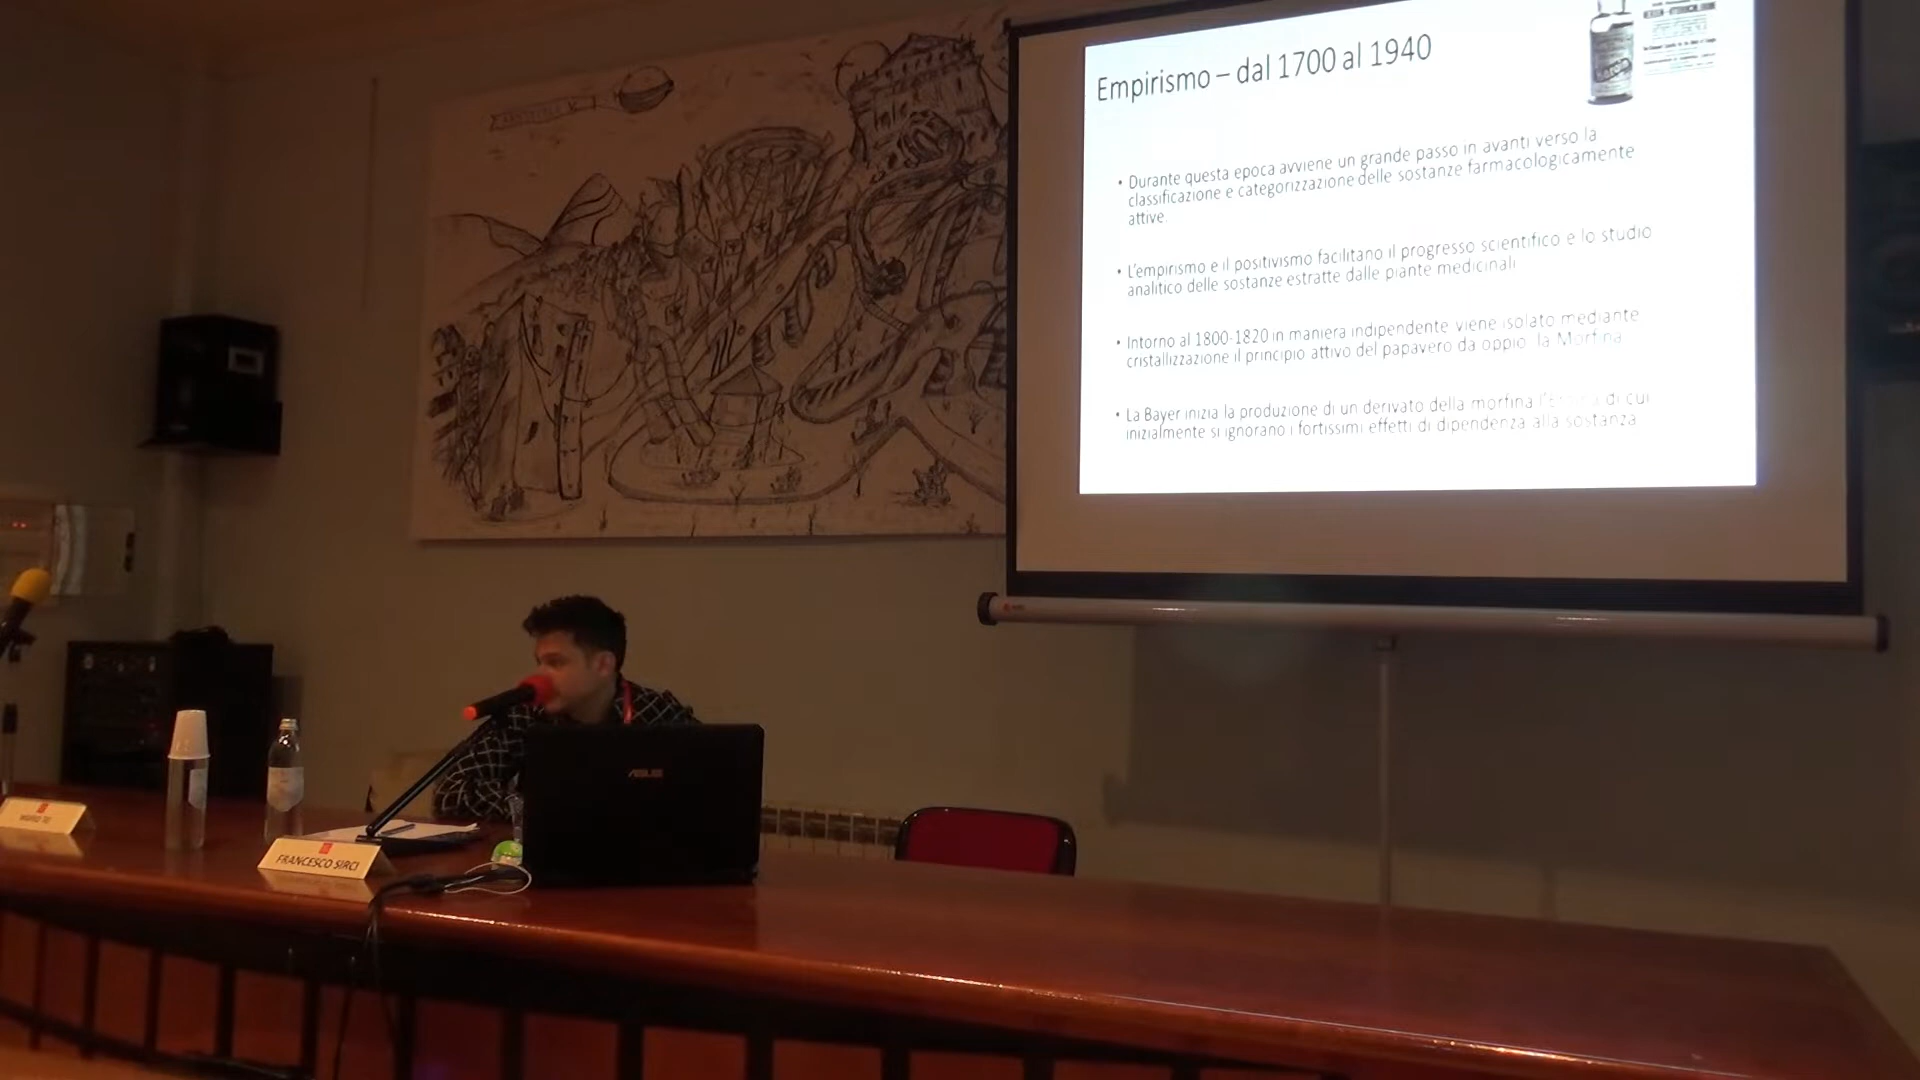 Empirismo – dal 1700 al 1940
• Durante questa epoca avviene un grande passo in avanti verso la
classificazione e categorizzazione delle sostanze farmacologicamente
attive.
• L'empirismo e il positivismo facilitano il progresso scientifico e lo studio
analitico delle sostanze estratte dalle piante medicinali
• Intorno al 1800-1820 in maniera indipendente viene isolato mediante
cristallizzazione il principio attivo del papavero da oppio la Morfina
• La Bayer inizia la produzione di un derivato della morfina l'Eroina di cui
inizialmente si ignorano i fortissimi effetti di dipendenza alla sostanza
ASUS
FRANCESCO SIRCI